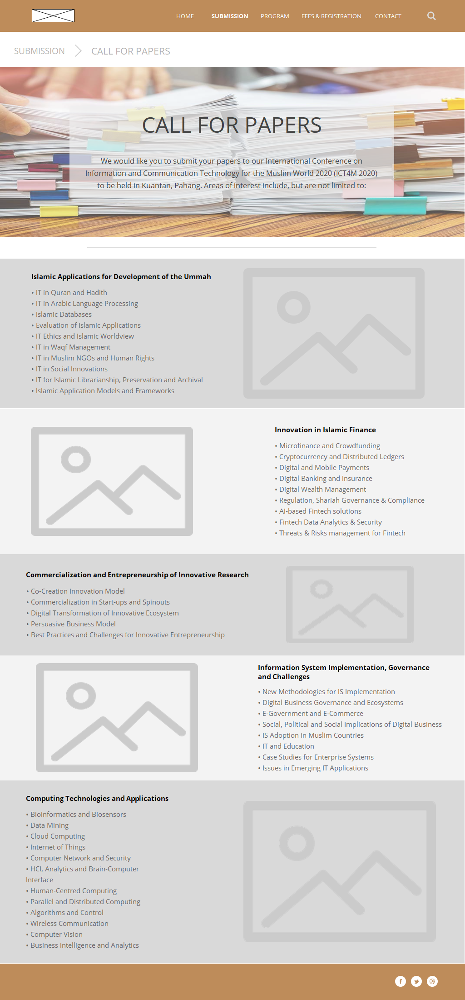 HOME SUBMISSION PROGRAM FEES & REGISTRATION CONTACT
SUBMISSION CALL FOR PAPERS
CALL FOR PAPERS
We would like you to submit your papers to our International Conference on
Information and Communication Technology for the Muslim World 2020 (ICT4M 2020)
to be held in Kuantan, Pahang. Areas of interest include, but are not limited to:
Islamic Applications for Development of the Ummah
• IT in Quran and Hadith
• IT in Arabic Language Processing
• Islamic Databases
• Evaluation of Islamic Applications
• IT Ethics and Islamic Worldview
• IT in Waqf Management
• IT in Muslim NGOs and Human Rights
• IT in Social Innovations
• IT for Islamic Librarianship, Preservation and Archival
• Islamic Application Models and Frameworks
Innovation in Islamic Finance
• Microfinance and Crowdfunding
• Cryptocurrency and Distributed Ledgers
• Digital and Mobile Payments
• Digital Banking and Insurance
• Digital Wealth Management
• Regulation, Shariah Governance & Compliance
• AI-based Fintech solutions
• Fintech Data Analytics & Security
• Threats & Risks management for Fintech
Commercialization and Entrepreneurship of Innovative Research
• Co-Creation Innovation Model
• Commercialization in Start-ups and Spinouts
• Digital Transformation of Innovative Ecosystem
• Persuasive Business Model
• Best Practices and Challenges for Innovative Entrepreneurship
Information System Implementation, Governance
and Challenges
• New Methodologies for IS Implementation
• Digital Business Governance and Ecosystems
• E-Government and E-Commerce
• Social, Political and Social Implications of Digital Business
• IS Adoption in Muslim Countries
• IT and Education
• Case Studies for Enterprise Systems
• Issues in Emerging IT Applications
Computing Technologies and Applications
• Bioinformatics and Biosensors
• Data Mining
• Cloud Computing
• Internet of Things
• Computer Network and Security
• HCI, Analytics and Brain-Computer
Interface
• Human-Centred Computing
• Parallel and Distributed Computing
• Algorithms and Control
• Wireless Communication
• Computer Vision
• Business Intelligence and Analytics